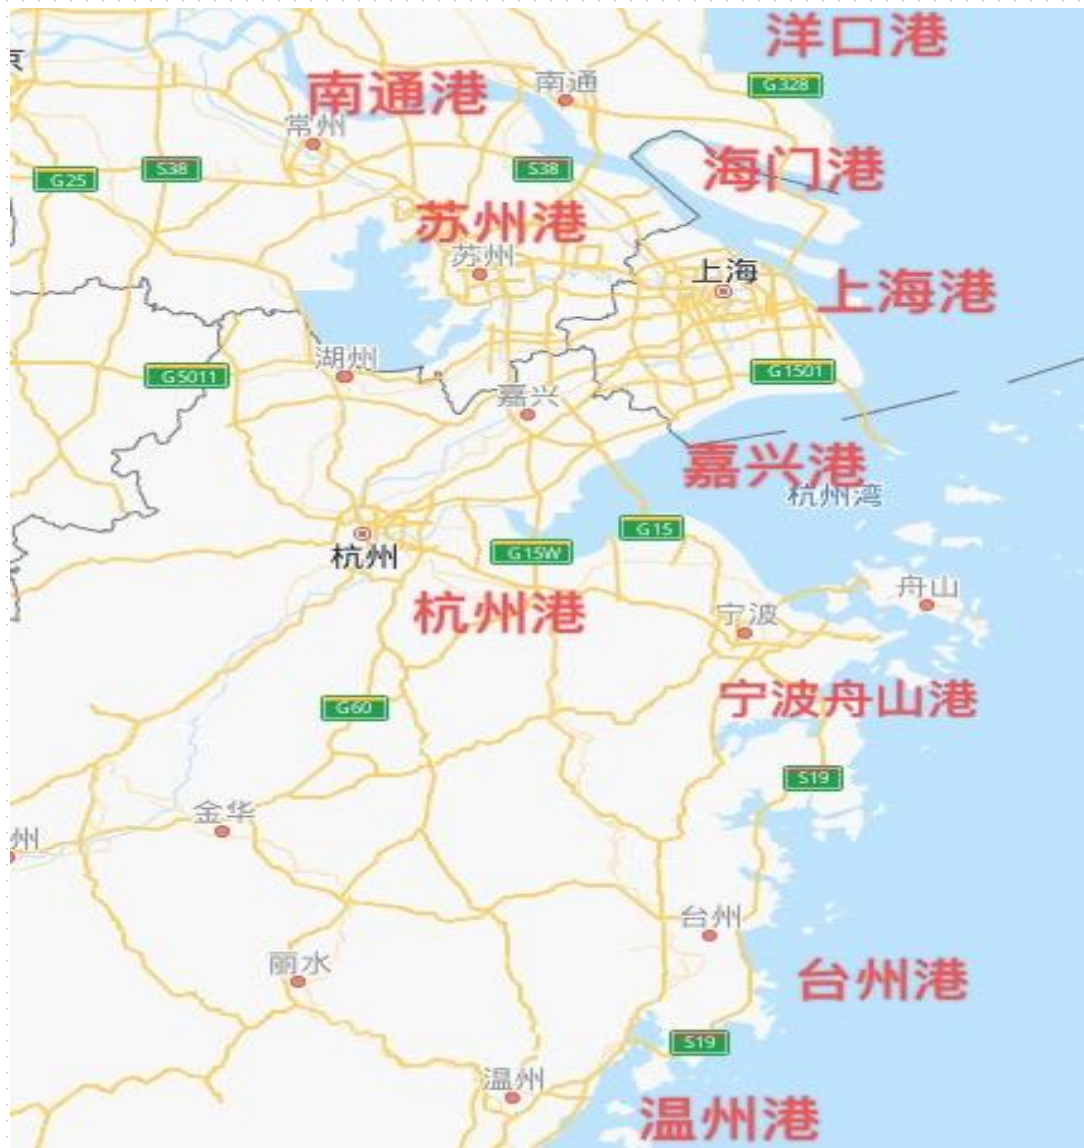 洋口港
京
南通港
南通
G328
常州
G25
S38
S38
海门港
苏州港
苏州
上海
上海港
湖州
G5011
G1501
嘉兴
嘉兴港
杭州湾
杭州
G15W
G15
舟山
杭州港
宁波
宁波舟山港
G60
S19
金华
州
台州
丽水
台州港
S19
温州
温州港